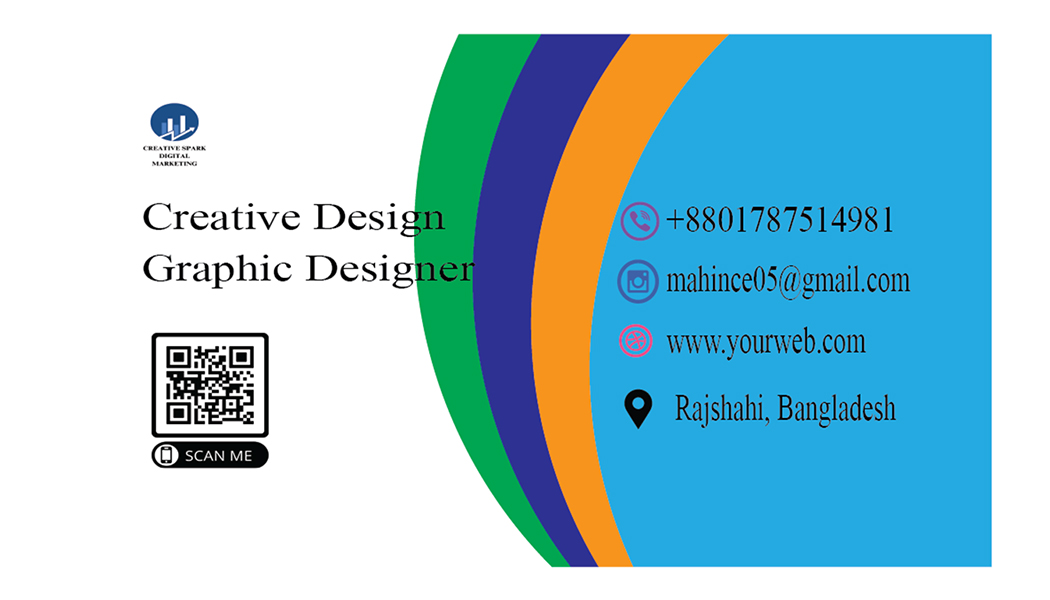 CREATIVE SPARK
DIGITAL
MARKETING
Creative Design
Graphic Designer
SCAN ME
+8801787514981
mahince05@gmail.com
www.yourweb.com
Rajshahi, Bangladesh